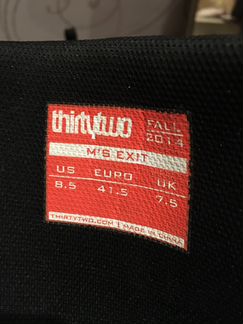 thirtytwo FALL
2014
M'S EXIT
US EURO UK
8.5 41.5 7.5
THIRTYTWO.COM | MADE IN CHINA